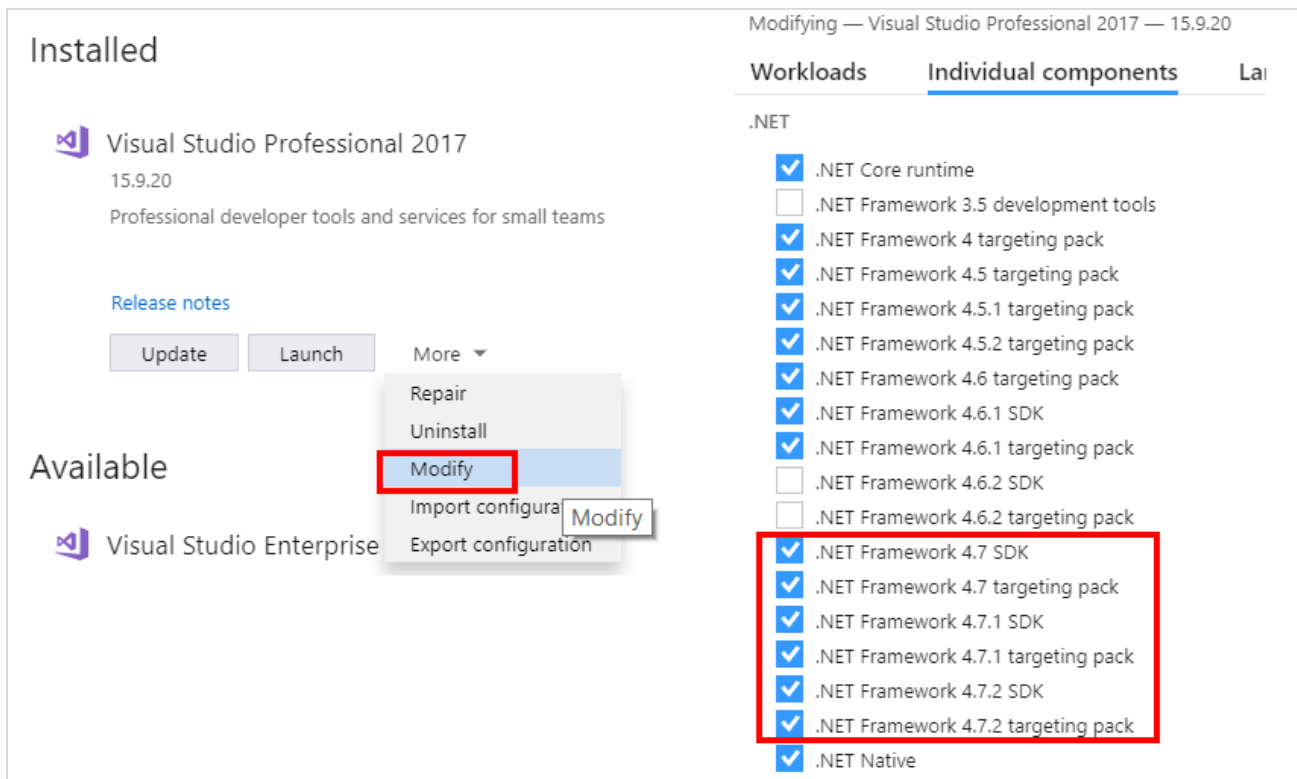 Installed
Visual Studio Professional 2017
15.9.20
Professional developer tools and services for small teams
Release notes
Update
Launch
More
Repair
Uninstall
Modify
Import configura
Modify
Export configuration
Available
Visual Studio Enterprise
Modifying — Visual Studio Professional 2017 — 15.9.20
Workloads
Individual components
Lan
.NET
.NET Core runtime
.NET Framework 3.5 development tools
.NET Framework 4 targeting pack
.NET Framework 4.5 targeting pack
.NET Framework 4.5.1 targeting pack
.NET Framework 4.5.2 targeting pack
.NET Framework 4.6 targeting pack
.NET Framework 4.6.1 SDK
.NET Framework 4.6.1 targeting pack
.NET Framework 4.6.2 SDK
.NET Framework 4.6.2 targeting pack
.NET Framework 4.7 SDK
.NET Framework 4.7 targeting pack
.NET Framework 4.7.1 SDK
.NET Framework 4.7.1 targeting pack
.NET Framework 4.7.2 SDK
.NET Framework 4.7.2 targeting pack
.NET Native